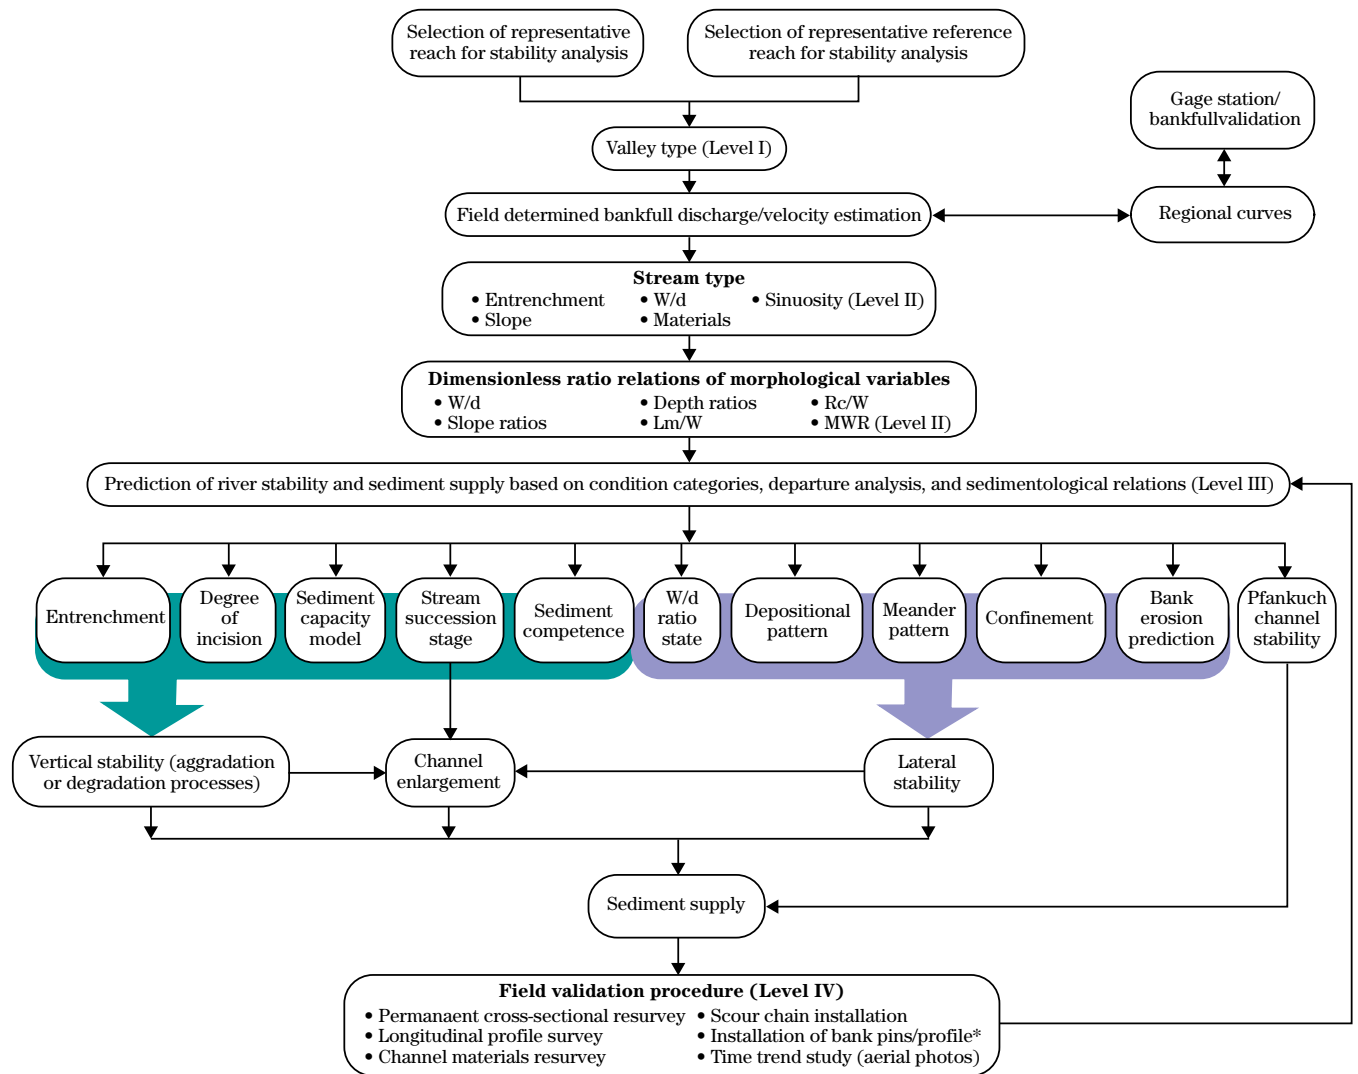 Selection of representative
reach for stability analysis
Selection of representative reference
reach for stability analysis
Gage station/
bankfullvalidation
Valley type (Level I)
Field determined bankfull discharge/velocity estimation
Regional curves
Stream type
• Entrenchment
• W/d
• Sinuosity (Level II)
• Slope
• Materials
Dimensionless ratio relations of morphological variables
• W/d
• Depth ratios
• Rc/W
• Slope ratios
• Lm/W
• MWR (Level II)
Prediction of river stability and sediment supply based on condition categories, departure analysis, and sedimentological relations (Level III)
Entrenchment
Degree
of
incision
Sediment
capacity
model
Stream
succession
stage
Sediment
competence
W/d
ratio
state
Depositional
pattern
Meander
pattern
Confinement
Bank
erosion
prediction
Pfankuch
channel
stability
Vertical stability (aggradation
or degradation processes)
Channel
enlargement
Lateral
stability
Sediment supply
Field validation procedure (Level IV)
• Permanaent cross-sectional resurvey
• Scour chain installation
• Longitudinal profile survey
• Installation of bank pins/profile*
• Channel materials resurvey
• Time trend study (aerial photos)